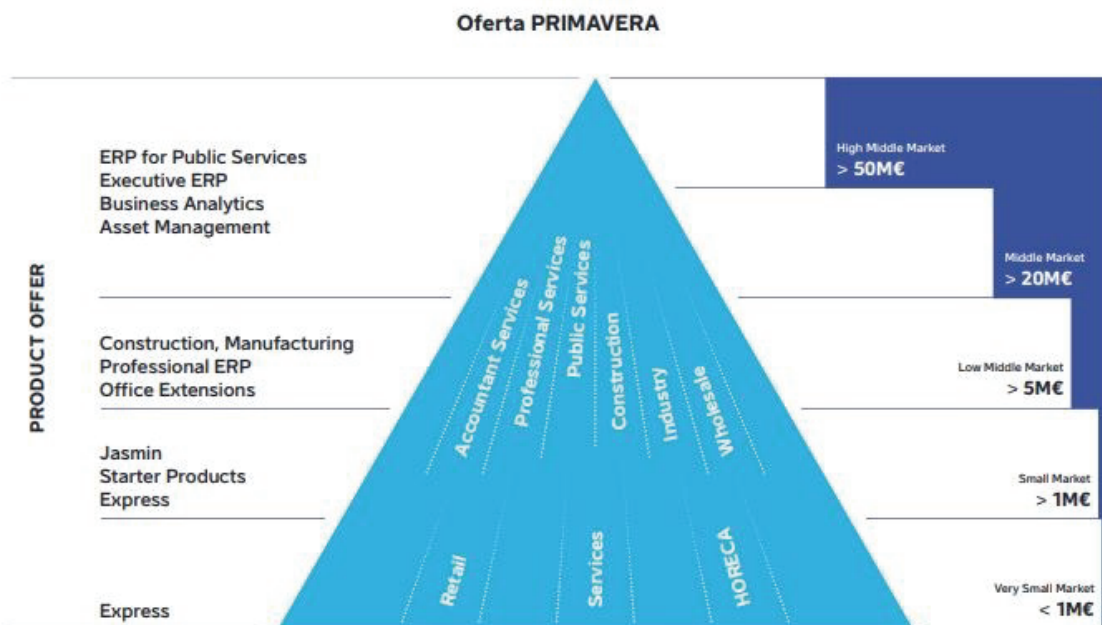 Oferta PRIMAVERA
PRODUCT OFFER
ERP for Public Services
Executive ERP
Business Analytics
Asset Management
Construction, Manufacturing
Professional ERP
Office Extensions
Jasmin
Starter Products
Express
Express
Accountant Services
Professional Services
Public Services
Construction
Industry
Wholesale
Retail
Services
HORECA
High Middle Market
> 50M€
Middle Market
> 20M€
Low Middle Market
> 5M€
Small Market
> 1M€
Very Small Market
< 1M€